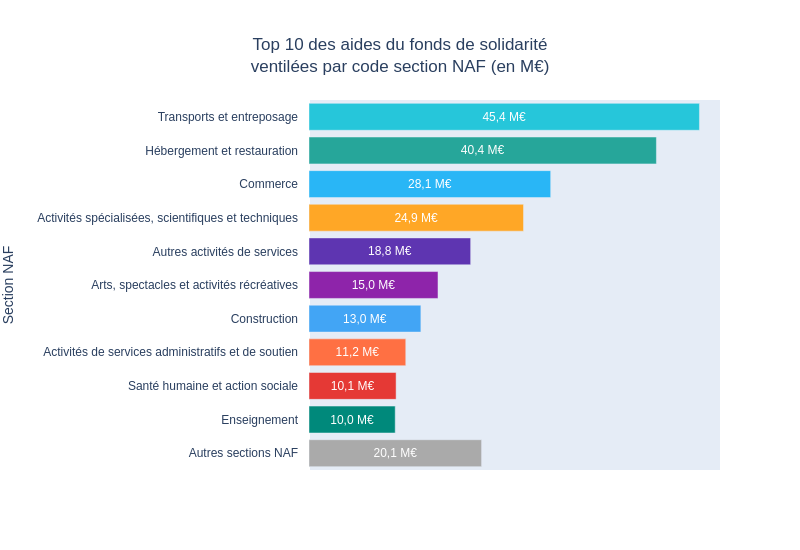 Top 10 des aides du fonds de solidarité
ventilées par code section NAF (en M€)
Section NAF
Transports et entreposage 45,4 M€
Hébergement et restauration 40,4 M€
Commerce 28,1 M€
Activités spécialisées, scientifiques et techniques 24,9 M€
Autres activités de services 18,8 M€
Arts, spectacles et activités récréatives 15,0 M€
Construction 13,0 M€
Activités de services administratifs et de soutien 11,2 M€
Santé humaine et action sociale 10,1 M€
Enseignement 10,0 M€
Autres sections NAF 20,1 M€